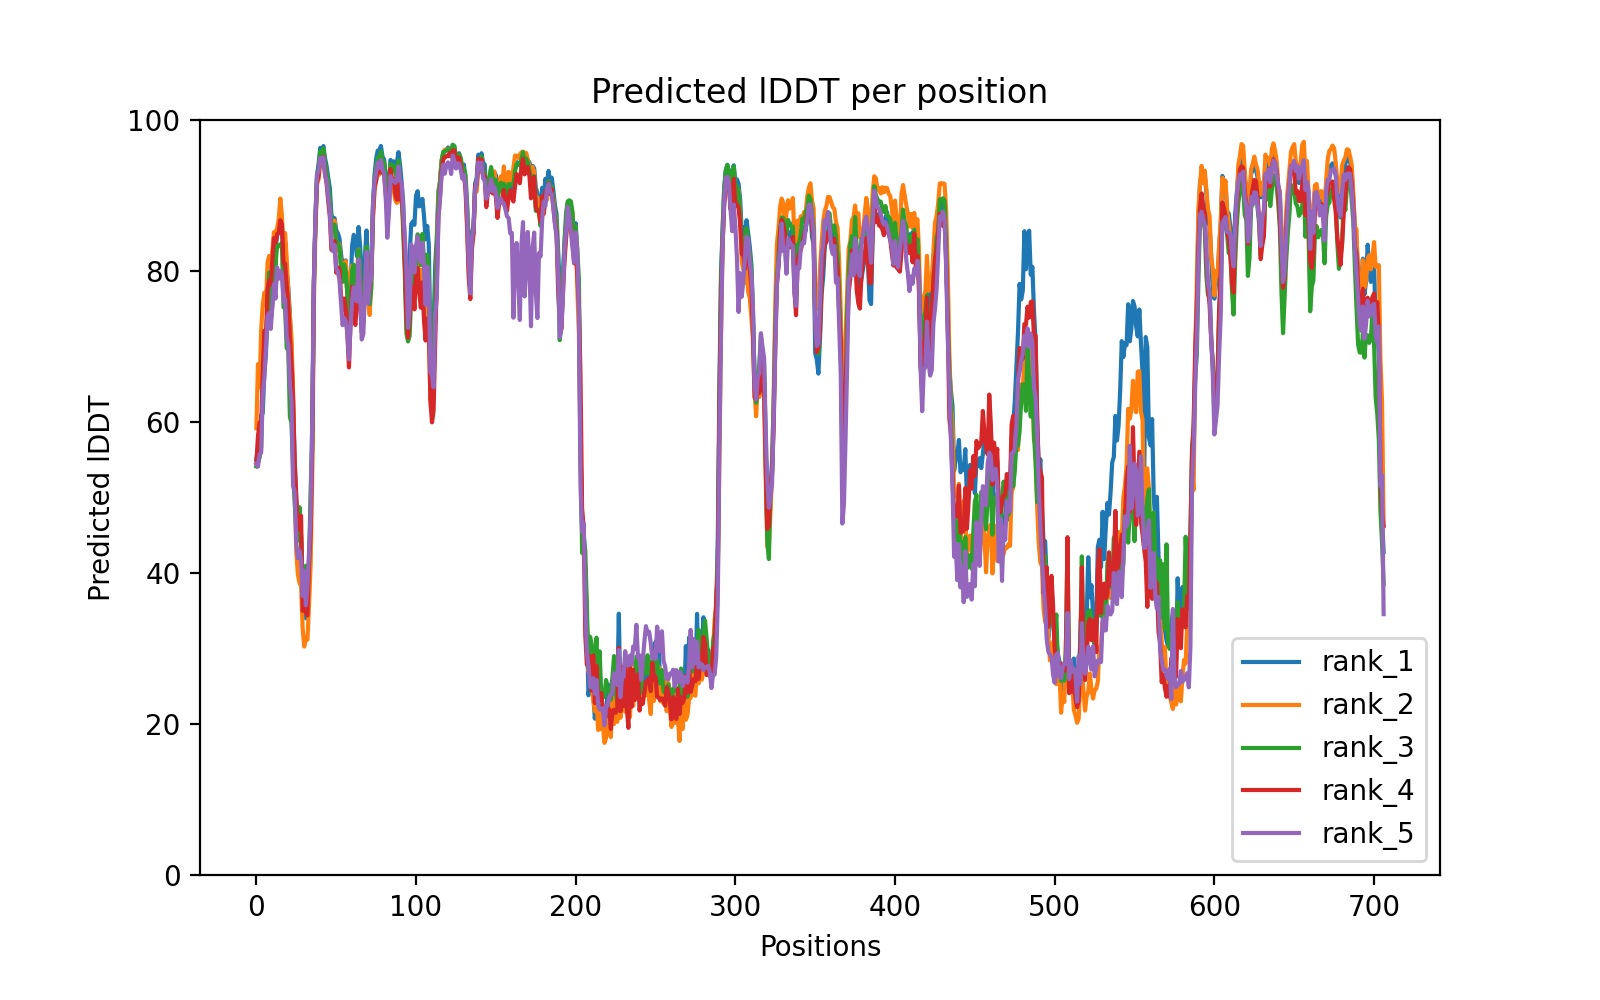 Predicted lDDT per position
100
80
60
40
20
0
Predicted lDDT
0 100 200 300 400 500 600 700
Positions
rank_1
rank_2
rank_3
rank_4
rank_5